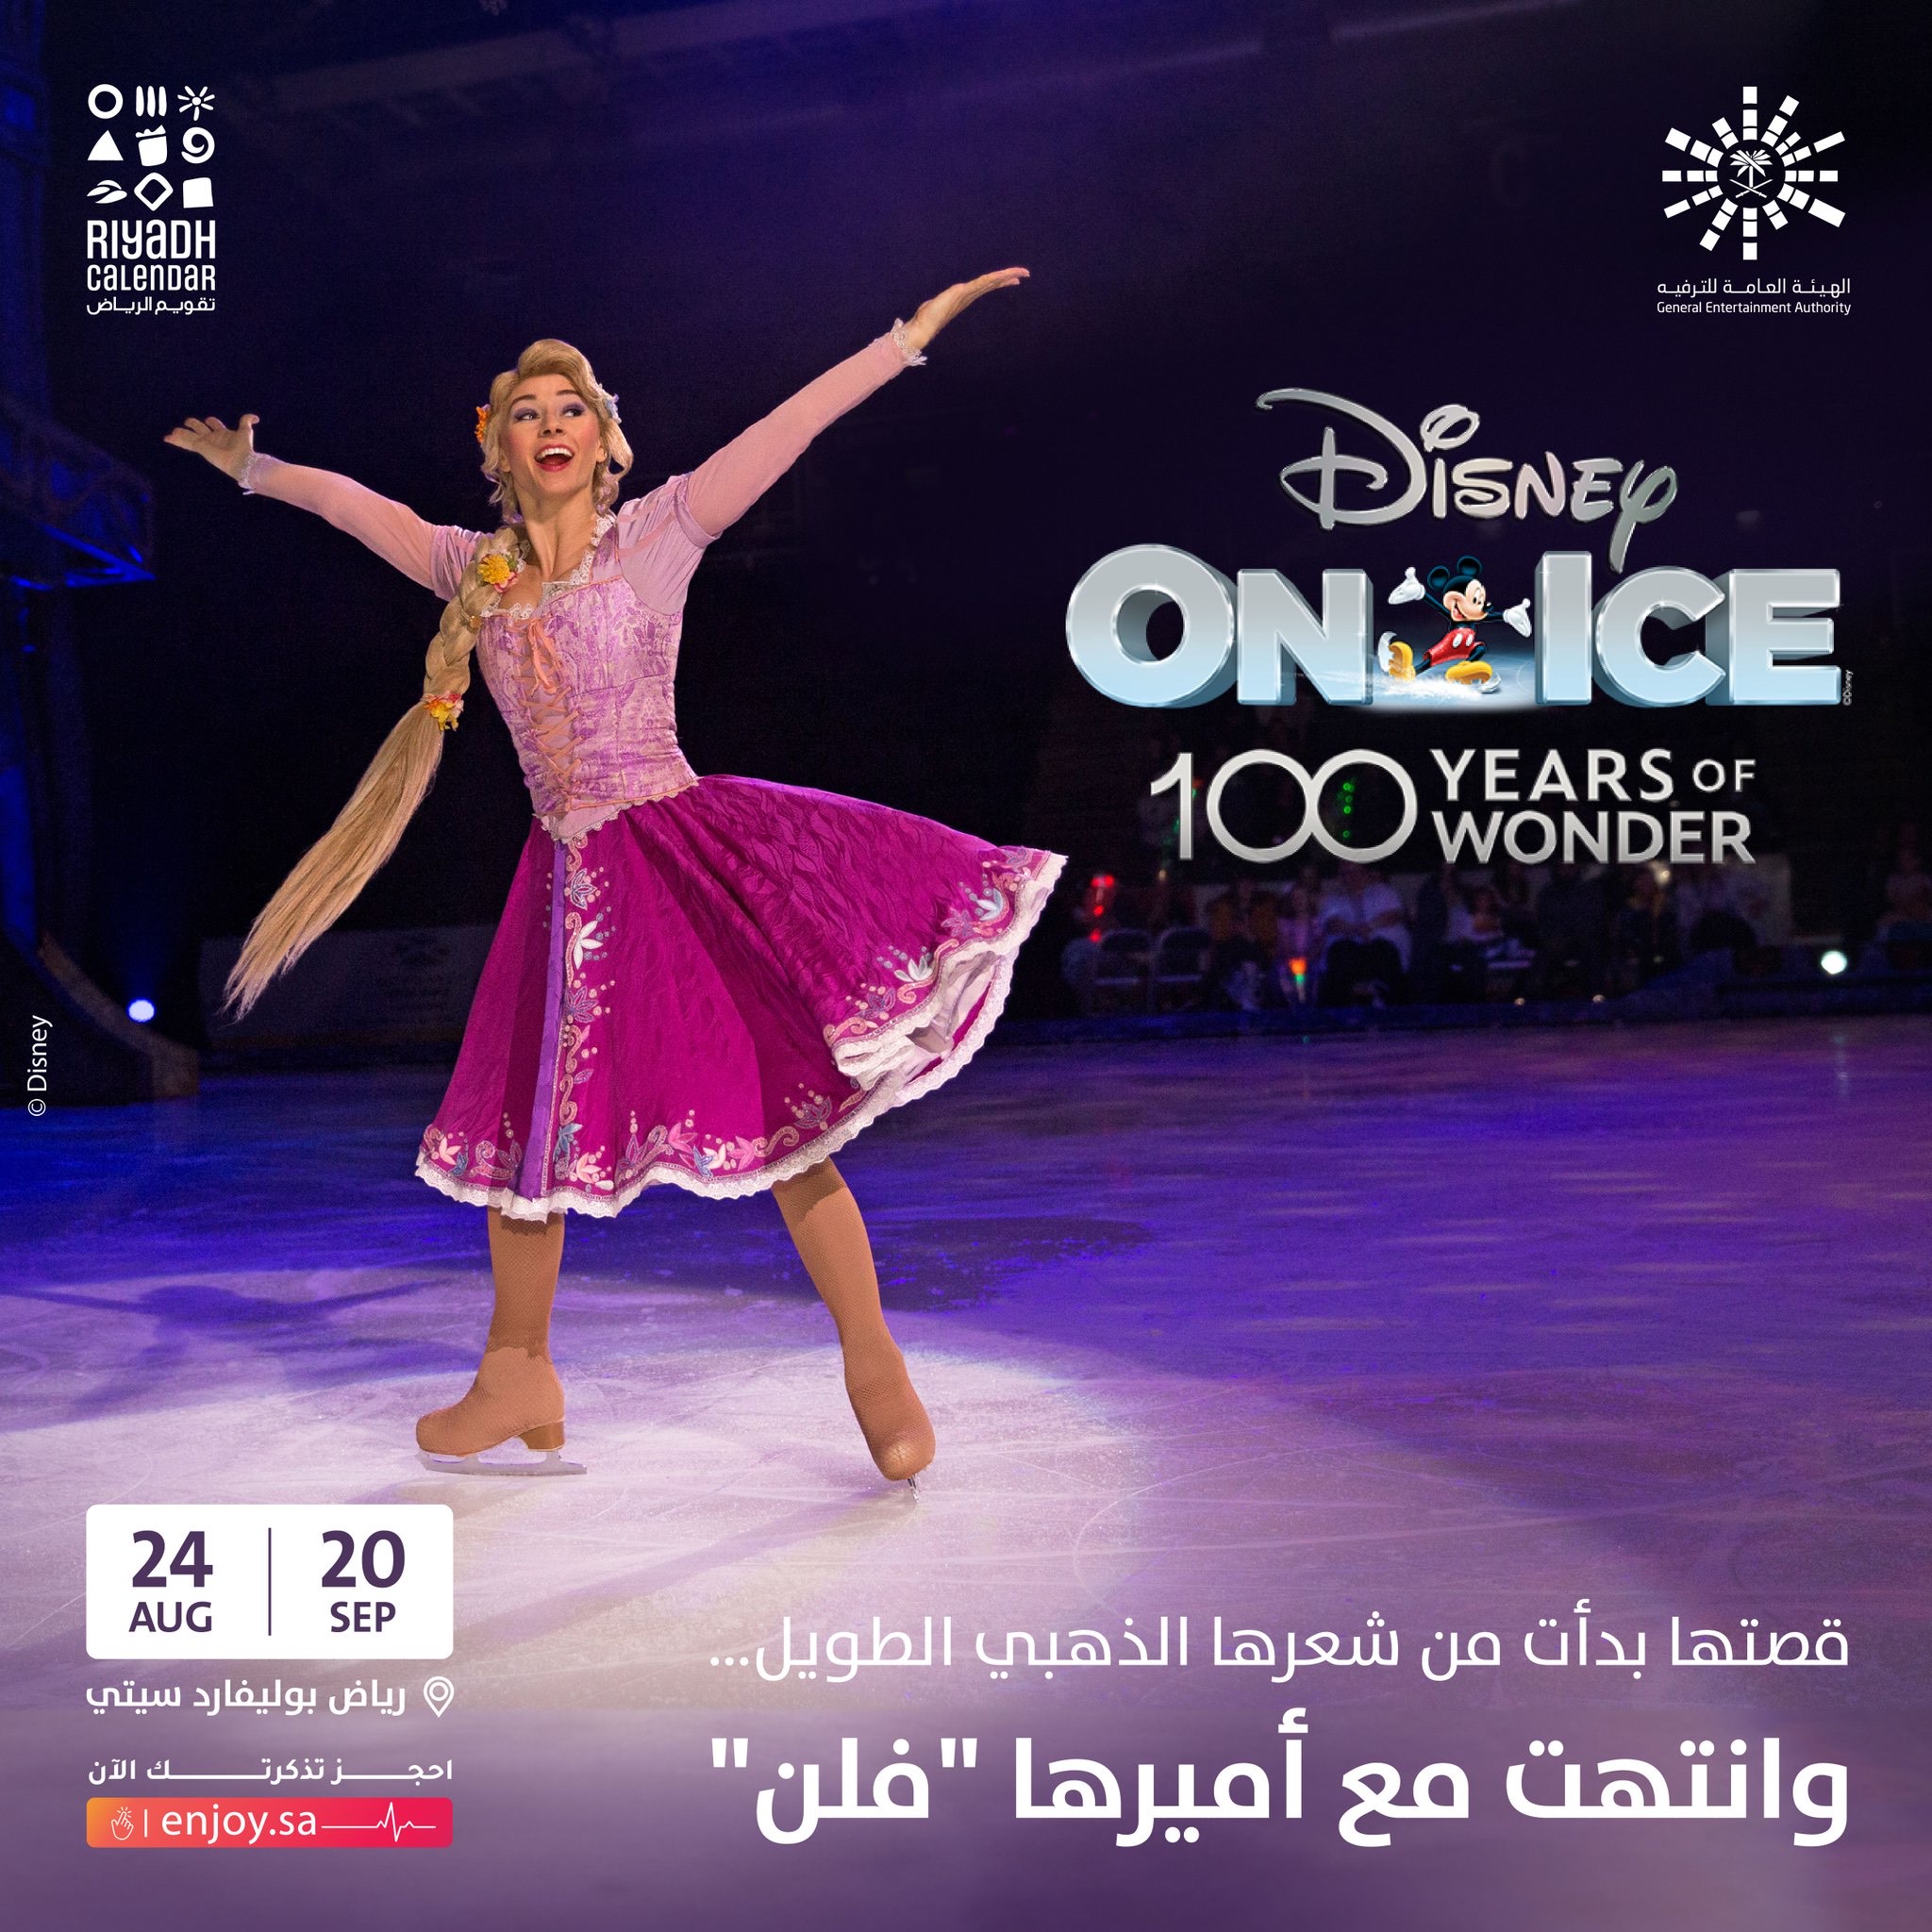 RIYADH
CALENDAR
تقويم الرياض
الهيئة العامة للترفيه
General Entertainment Authority
Disney
ON ICE
©Disney
100 YEARS OF
WONDER
© Disney
24
AUG
20
SEP
رياض بوليفارد سيتي
احجز تذكرتك الآن
enjoy.sa
قصتها بدأت من شعرها الذهبي الطويل...
وانتهت مع أميرها "فلن"